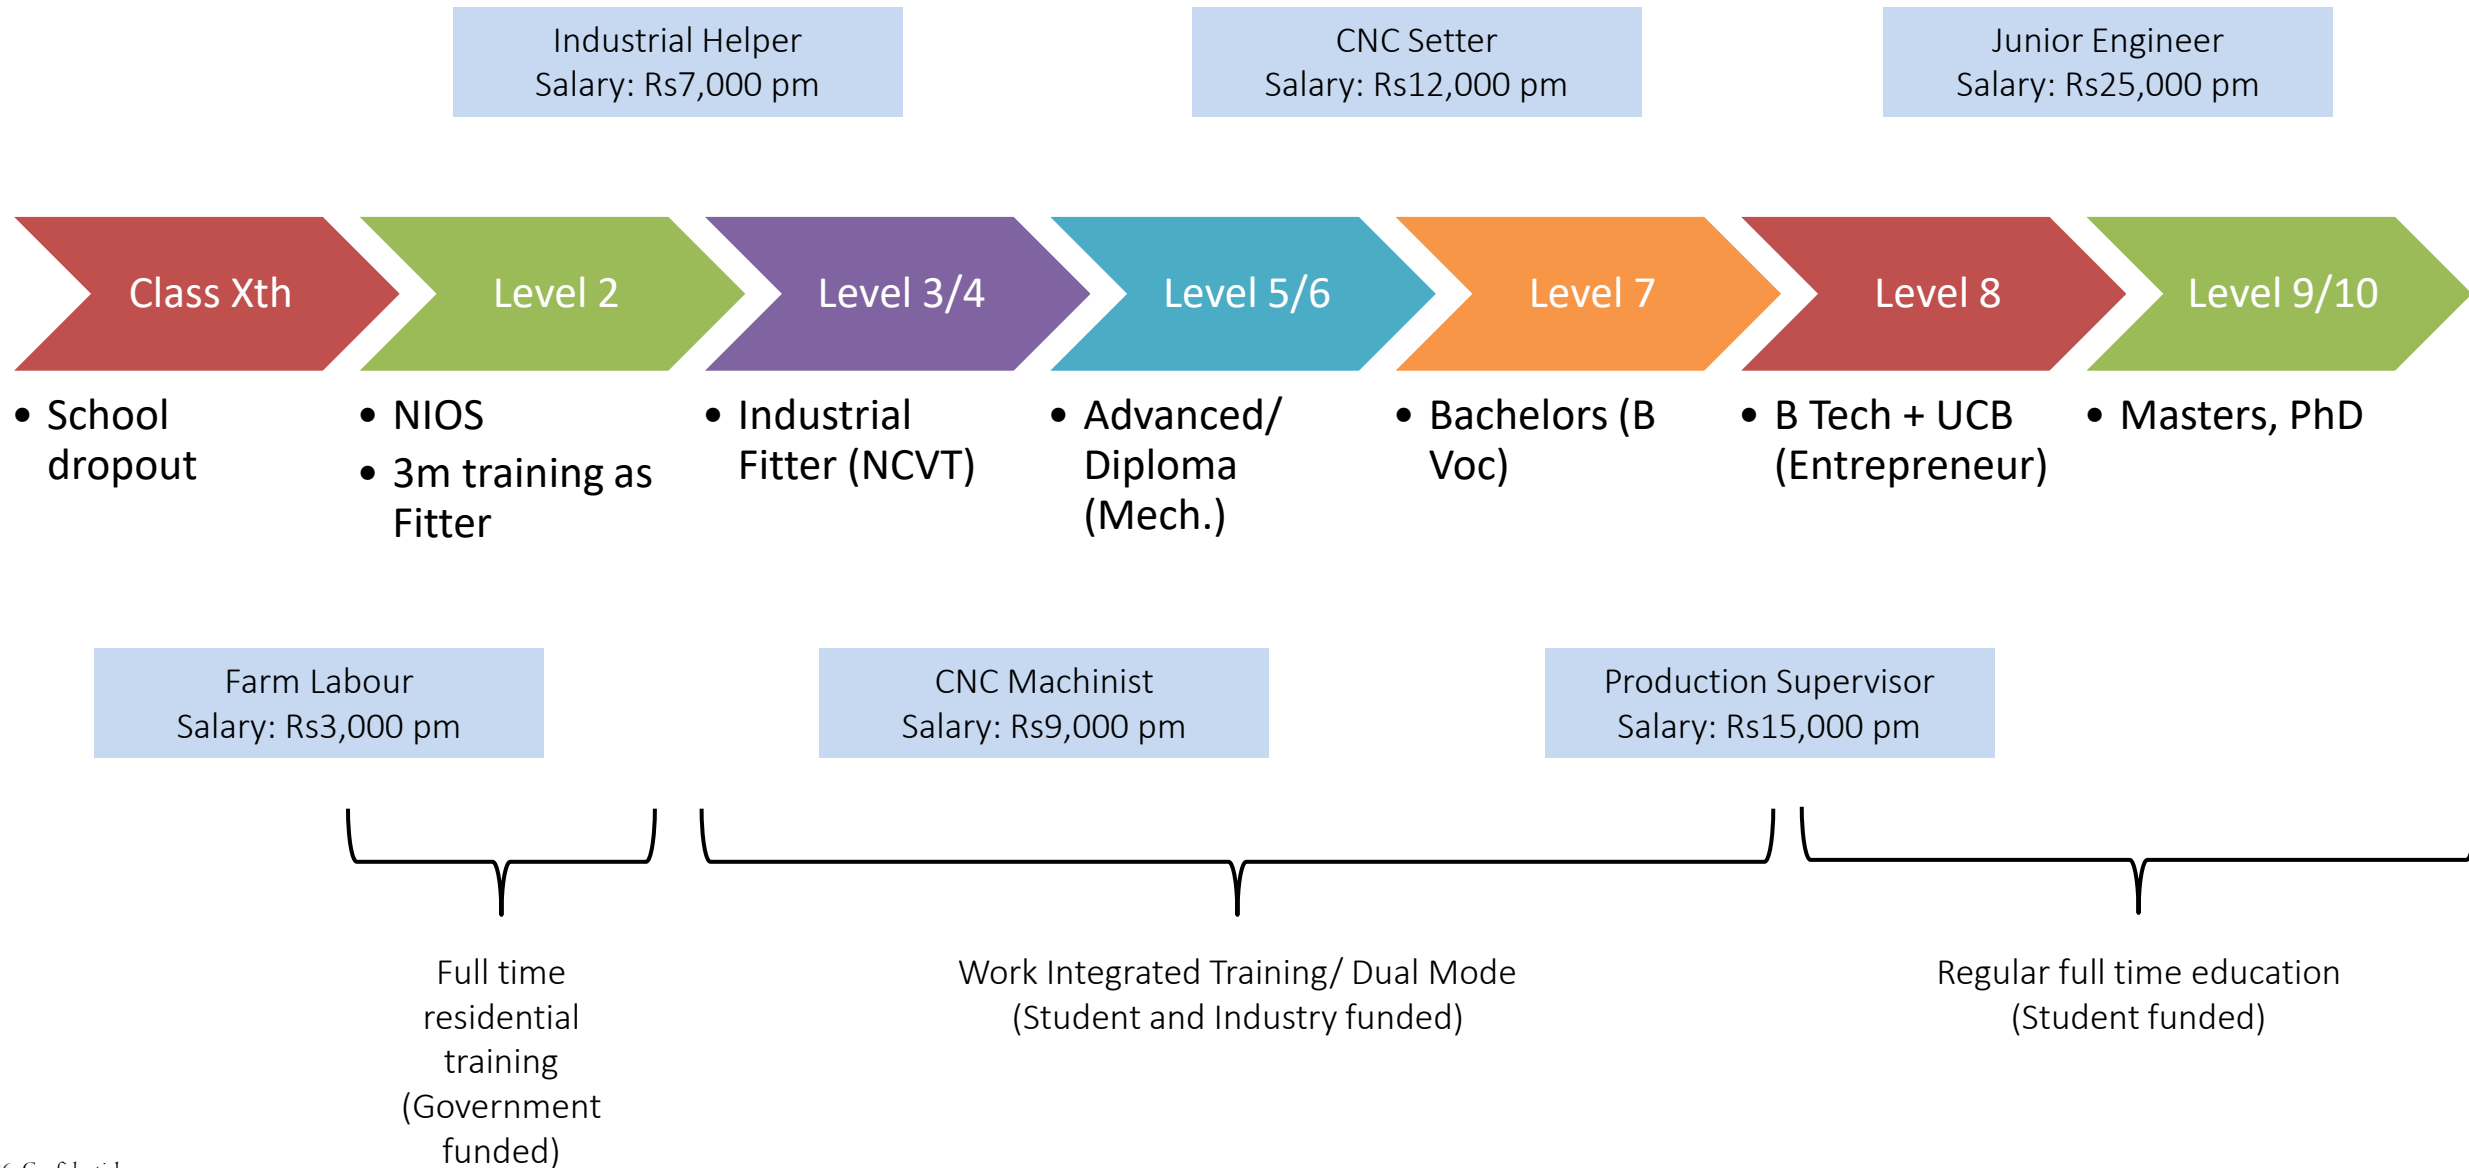 Industrial Helper
Salary: Rs7,000 pm
CNC Setter
Salary: Rs12,000 pm
Junior Engineer
Salary: Rs25,000 pm
Class Xth
Level 2
Level 3/4
Level 5/6
Level 7
Level 8
Level 9/10
• School
dropout
• NIOS
• 3m training as
Fitter
• Industrial
Fitter (NCVT)
• Advanced/
Diploma
(Mech.)
• Bachelors (B
Voc)
• B Tech + UCB
(Entrepreneur)
• Masters, PhD
Farm Labour
Salary: Rs3,000 pm
CNC Machinist
Salary: Rs9,000 pm
Production Supervisor
Salary: Rs15,000 pm
Full time
residential
training
(Government
funded)
Work Integrated Training/ Dual Mode
(Student and Industry funded)
Regular full time education
(Student funded)